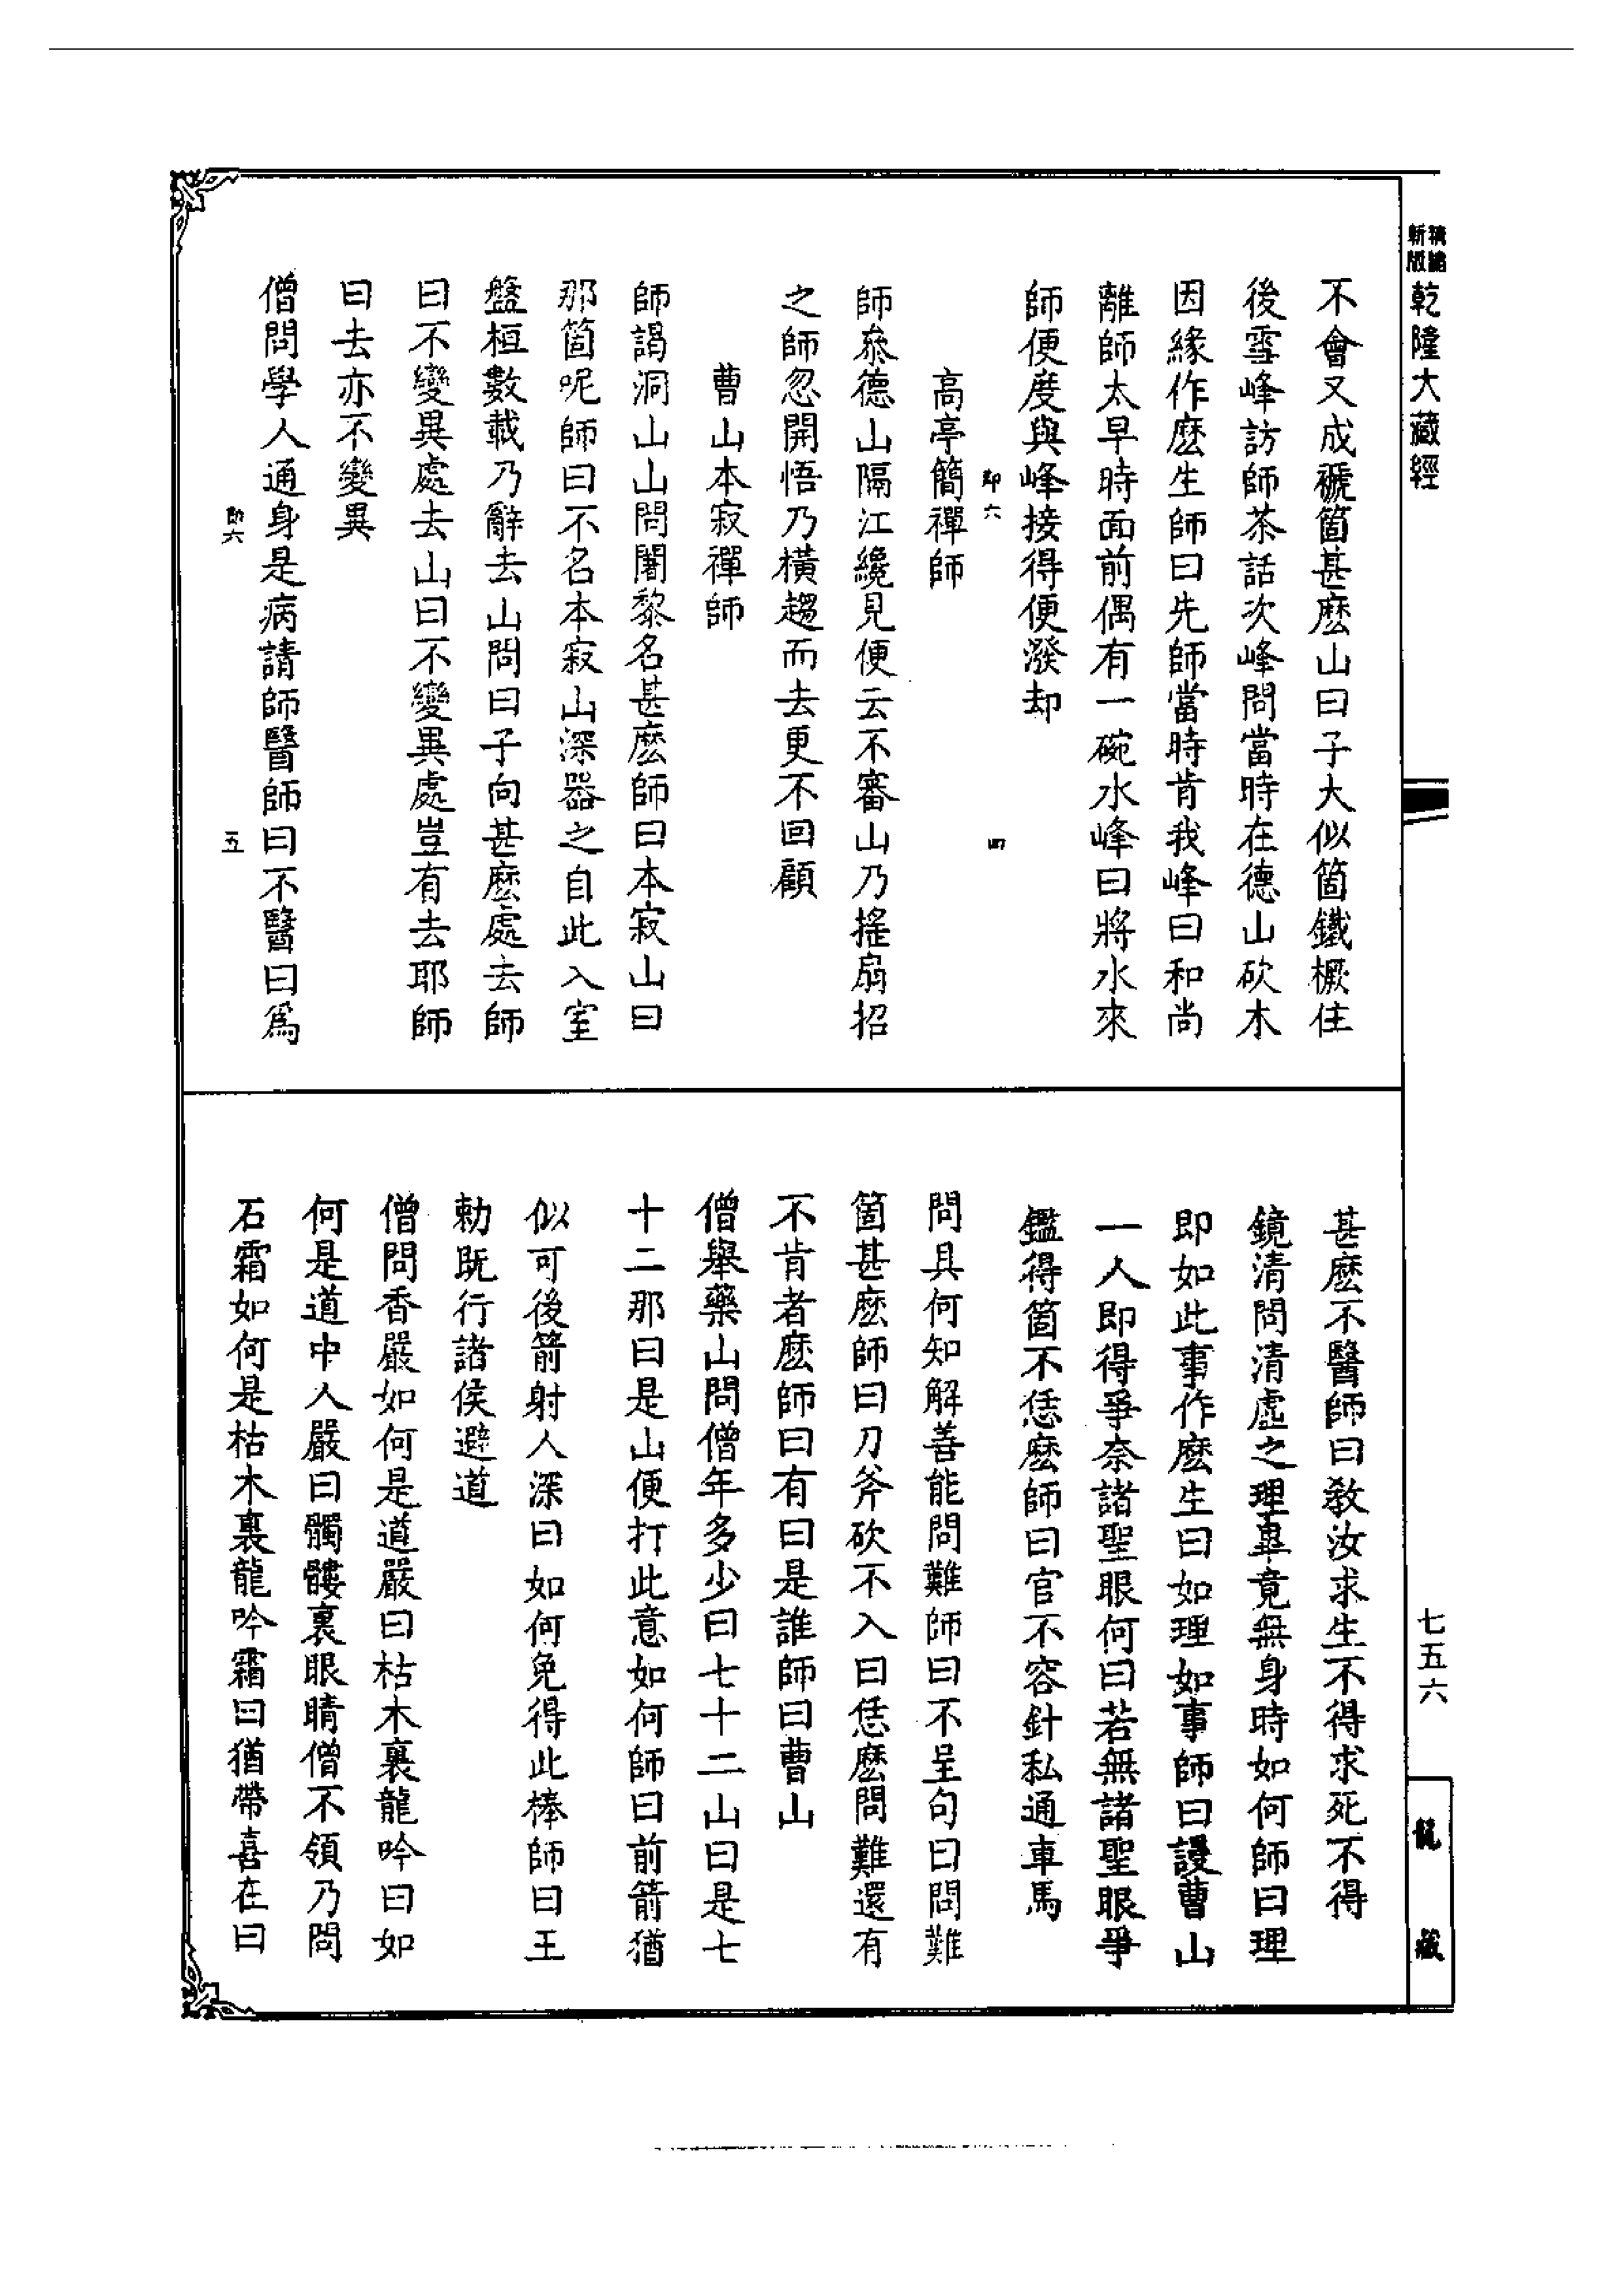 新版
精縮
乾隆大藏經
不會又成褫箇甚麽山曰子大似箇鐵橛住
後雪峰訪師茶話次峰問當時在德山砍木
因緣作麽生師曰先師當時肯我峰曰和尚
離師太早時面前偶有一碗水峰曰將水來
師便度與峰接得便潑却
即六
四
高亭簡禪師
師叅德山隔江纔見便云不審山乃搖扇招
之師忽開悟乃橫趨而去更不回顧
曹山本寂禪師
師謁洞山山問闍黎名甚麽師曰本寂山曰
那箇呢師曰不名本寂山深器之自此入室
盤桓數載乃辭去山問曰子向甚麽處去師
曰不變異處去山曰不變異處豈有去耶師
曰去亦不變異
僧問學人通身是病請師醫師曰不醫曰爲
即六
五
甚麽不醫師曰教汝求生不得求死不得
鏡清問清虛之理畢竟無身時如何師曰理
即如此事作麽生曰如理如事師曰謾曹山
一人即得爭奈諸聖眼何曰若無諸聖眼爭
鑑得箇不恁麽師曰官不容針私通車馬
問具何知解善能問難師曰不呈句曰問難
箇甚麽師曰刀斧砍不入曰恁麽問難還有
不肯者麽師曰有曰是誰師曰曹山
僧舉藥山問僧年多少曰七十二山曰是七
十二那曰是山便打此意如何師曰前箭猶
似可後箭射人深曰如何免得此棒師曰王
勅既行諸侯避道
僧問香嚴如何是道嚴曰枯木裏龍吟曰如
何是道中人嚴曰髑髏裏眼睛僧不領乃問
石霜如何是枯木裏龍吟霜曰猶帶喜在曰
七五六
龍藏